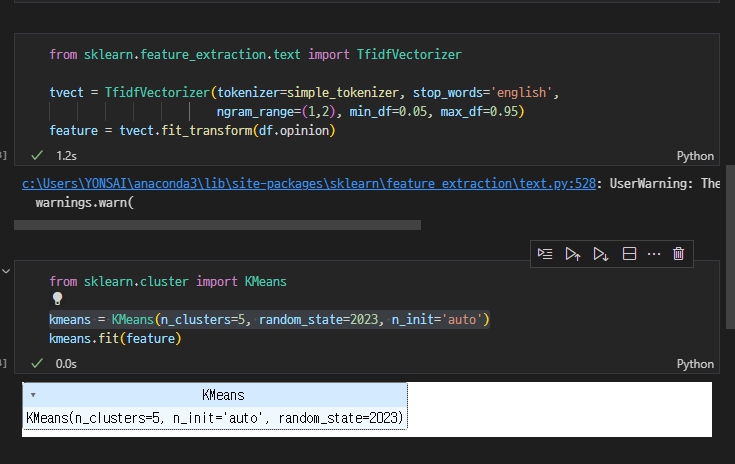 from sklearn.feature_extraction.text import TfidfVectorizer
tvect = TfidfVectorizer(tokenizer=simple_tokenizer, stop_words='english',
ngram_range=(1,2), min_df=0.05, max_df=0.95)
feature = tvect.fit_transform(df.opinion)
]
1.2s
Python
c:\Users\YONSAI\anaconda3\lib\site-packages\sklearn\feature_extraction\text.py:528: UserWarning: The
warnings.warn(
from sklearn.cluster import KMeans
kmeans = KMeans(n_clusters=5, random_state=2023, n_init='auto')
kmeans.fit(feature)
]
0.0s
Python
KMeans
KMeans(n_clusters=5, n_init='auto', random_state=2023)